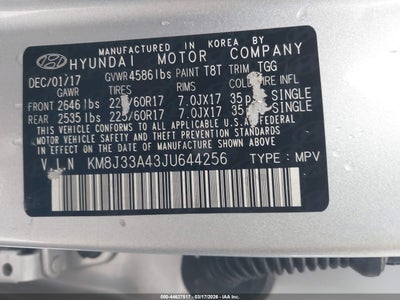 MANUFACTURED IN KOREA BY
HYUNDAI MOTOR COMPANY
DEC/01/17 GVWR 4586 lbs PAINT T8T TRIM TGG
GAWR TIRES RIMS COLD TIRE INFL
FRONT 2646 lbs 225/60R17 7.0JX17 35 SINGLE
REAR 2535 lbs 225/60R17 7.0JX17 35 SINGLE
THIS VEHICLE CONFORMS TO ALL APPLICABLE
U.S. FEDERAL MOTOR VEHICLE SAFETY AND
THEFT PREVENTION STANDARDS IN EFFECT ON
THE DATE OF MANUFACTURE SHOWN ABOVE.
V.I.N KM8J33A43JU644256 TYPE : MPV
500-44637517 - 03/17/2026 - IAA Inc.